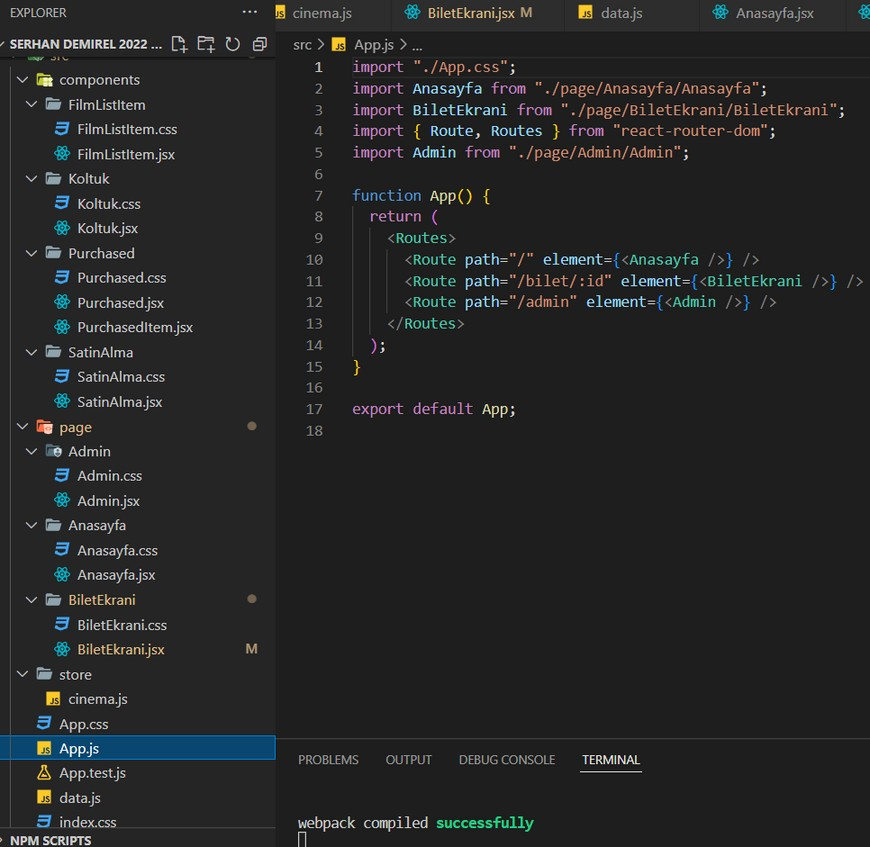 EXPLORER
SERHAN DEMIREL 2022 ...
src
components
FilmListItem
FilmListItem.css
FilmListItem.jsx
Koltuk
Koltuk.css
Koltuk.jsx
Purchased
Purchased.css
Purchased.jsx
PurchasedItem.jsx
SatinAlma
SatinAlma.css
SatinAlma.jsx
page
Admin
Admin.css
Admin.jsx
Anasayfa
Anasayfa.css
Anasayfa.jsx
BiletEkrani
BiletEkrani.css
BiletEkrani.jsx M
store
JS cinema.js
App.css
JS App.js
App.test.js
JS data.js
index.css
NPM SCRIPTS
JS cinema.js BiletEkrani.jsx M JS data.js Anasayfa.jsx
src > JS App.js > ...
1 import "./App.css";
2 import Anasayfa from "./page/Anasayfa/Anasayfa";
3 import BiletEkrani from "./page/BiletEkrani/BiletEkrani";
4 import { Route, Routes } from "react-router-dom";
5 import Admin from "./page/Admin/Admin";
6
7 function App() {
8 return (
9 <Routes>
10 <Route path="/" element={<Anasayfa />} />
11 <Route path="/bilet/:id" element={<BiletEkrani />} />
12 <Route path="/admin" element={<Admin />} />
13 </Routes>
14 );
15 }
16
17 export default App;
18
PROBLEMS OUTPUT DEBUG CONSOLE TERMINAL
webpack compiled successfully